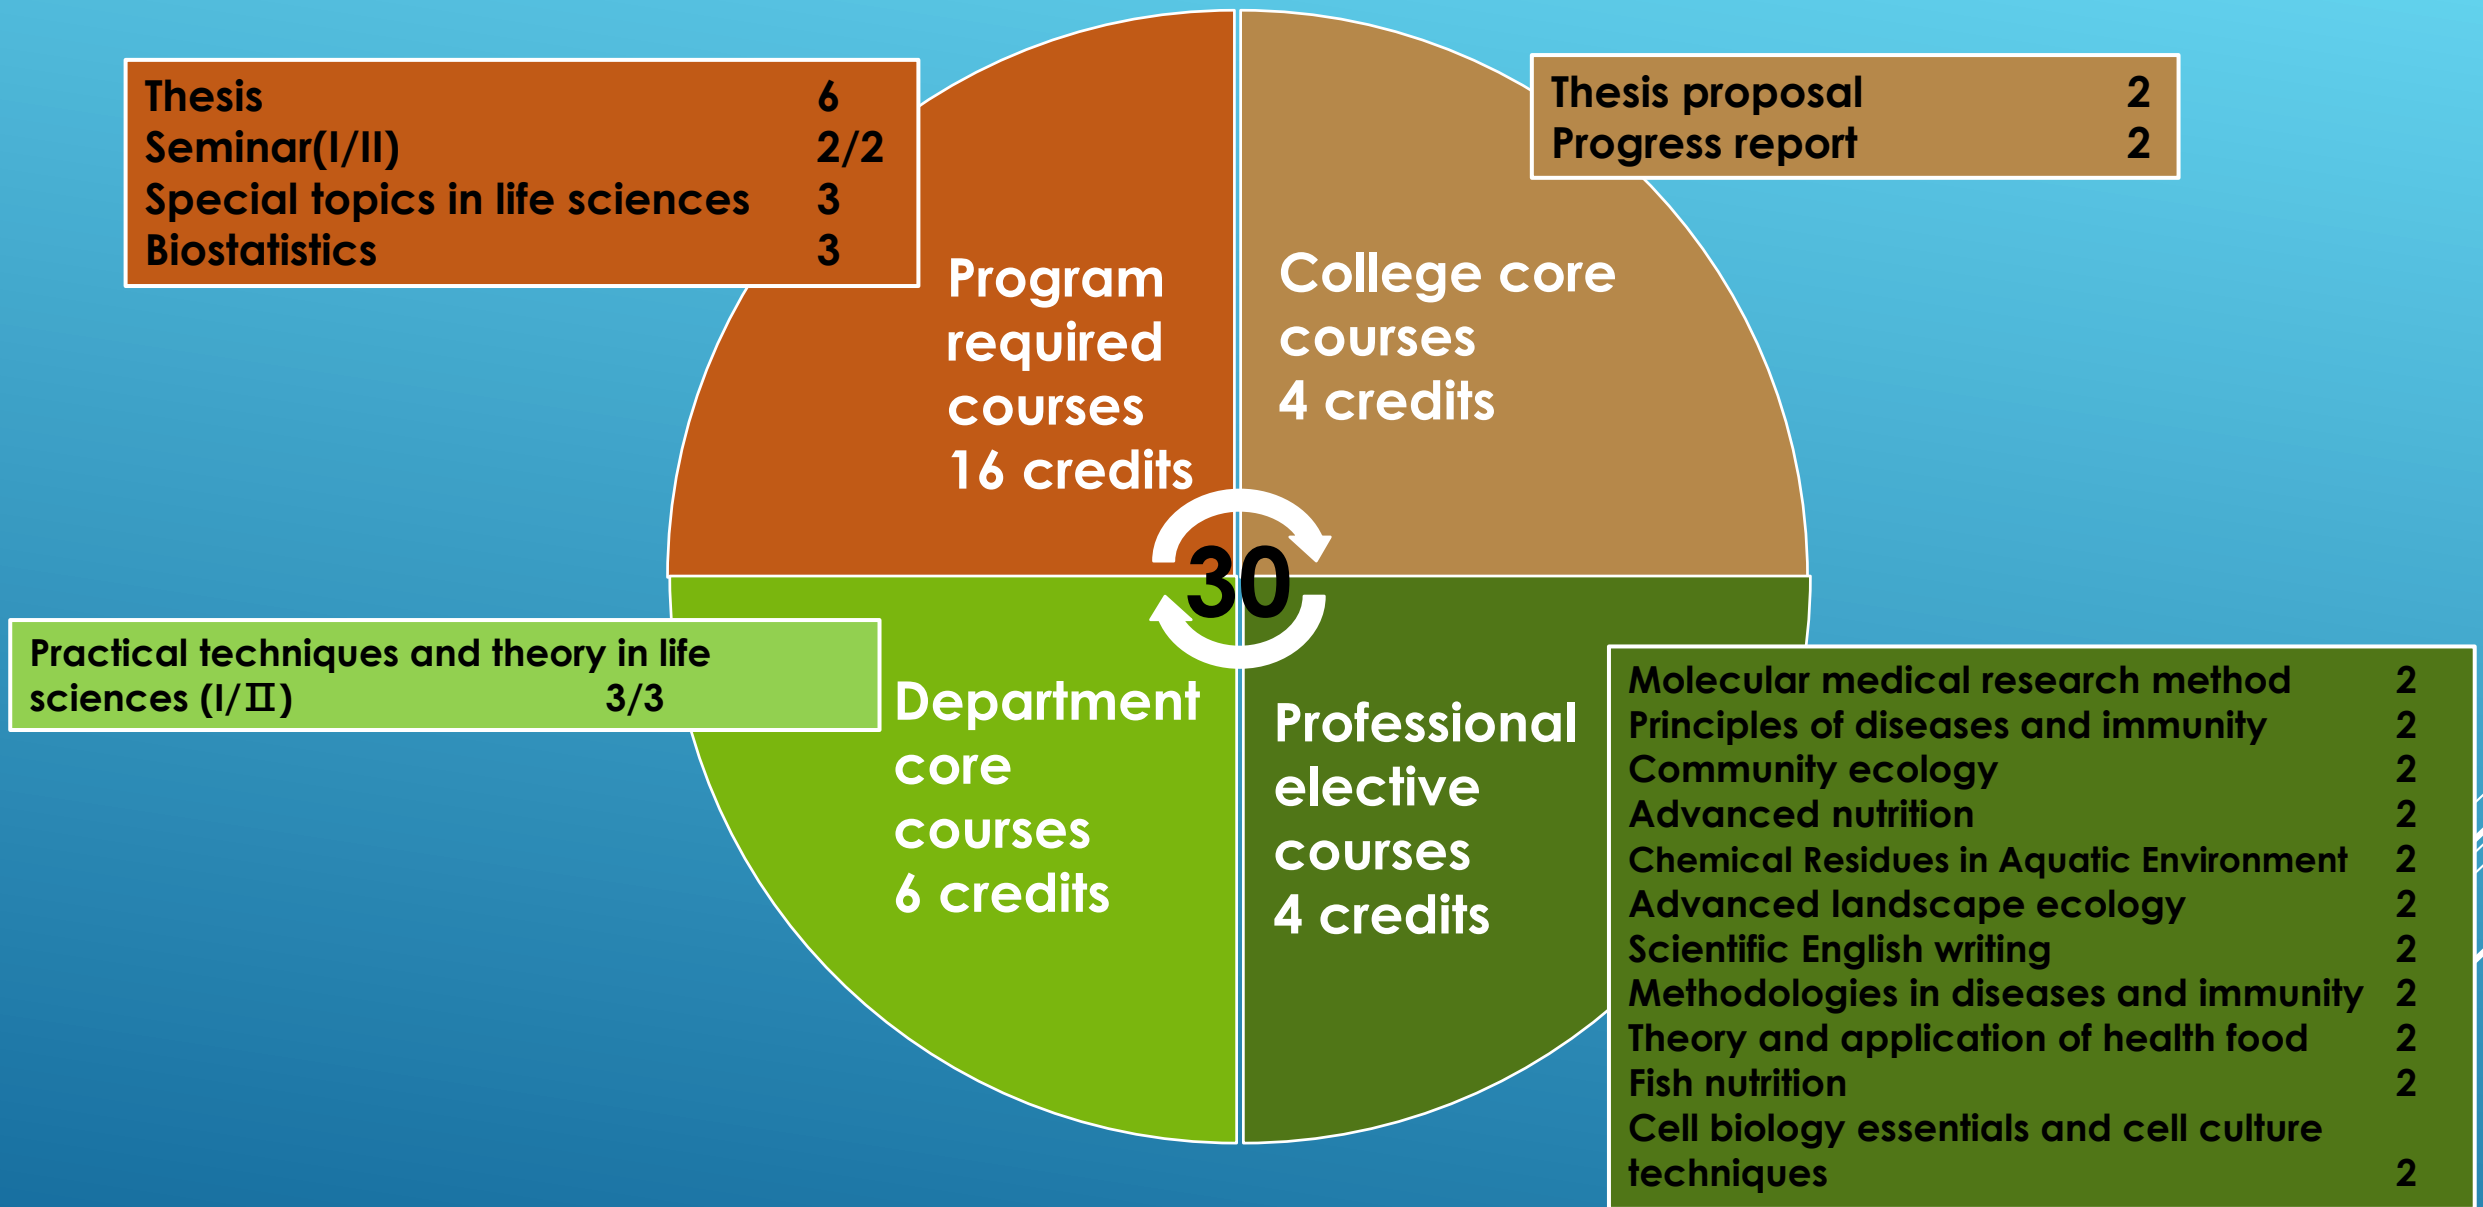 Thesis 6
Seminar(I/II) 2/2
Special topics in life sciences 3
Biostatistics 3
Program
required
courses
16 credits
Thesis proposal 2
Progress report 2
College core
courses
4 credits
30
Practical techniques and theory in life
sciences (I/II) 3/3
Department
core
courses
6 credits
Professional
elective
courses
4 credits
Molecular medical research method 2
Principles of diseases and immunity 2
Community ecology 2
Advanced nutrition 2
Chemical Residues in Aquatic Environment 2
Advanced landscape ecology 2
Scientific English writing 2
Methodologies in diseases and immunity 2
Theory and application of health food 2
Fish nutrition 2
Cell biology essentials and cell culture
techniques 2